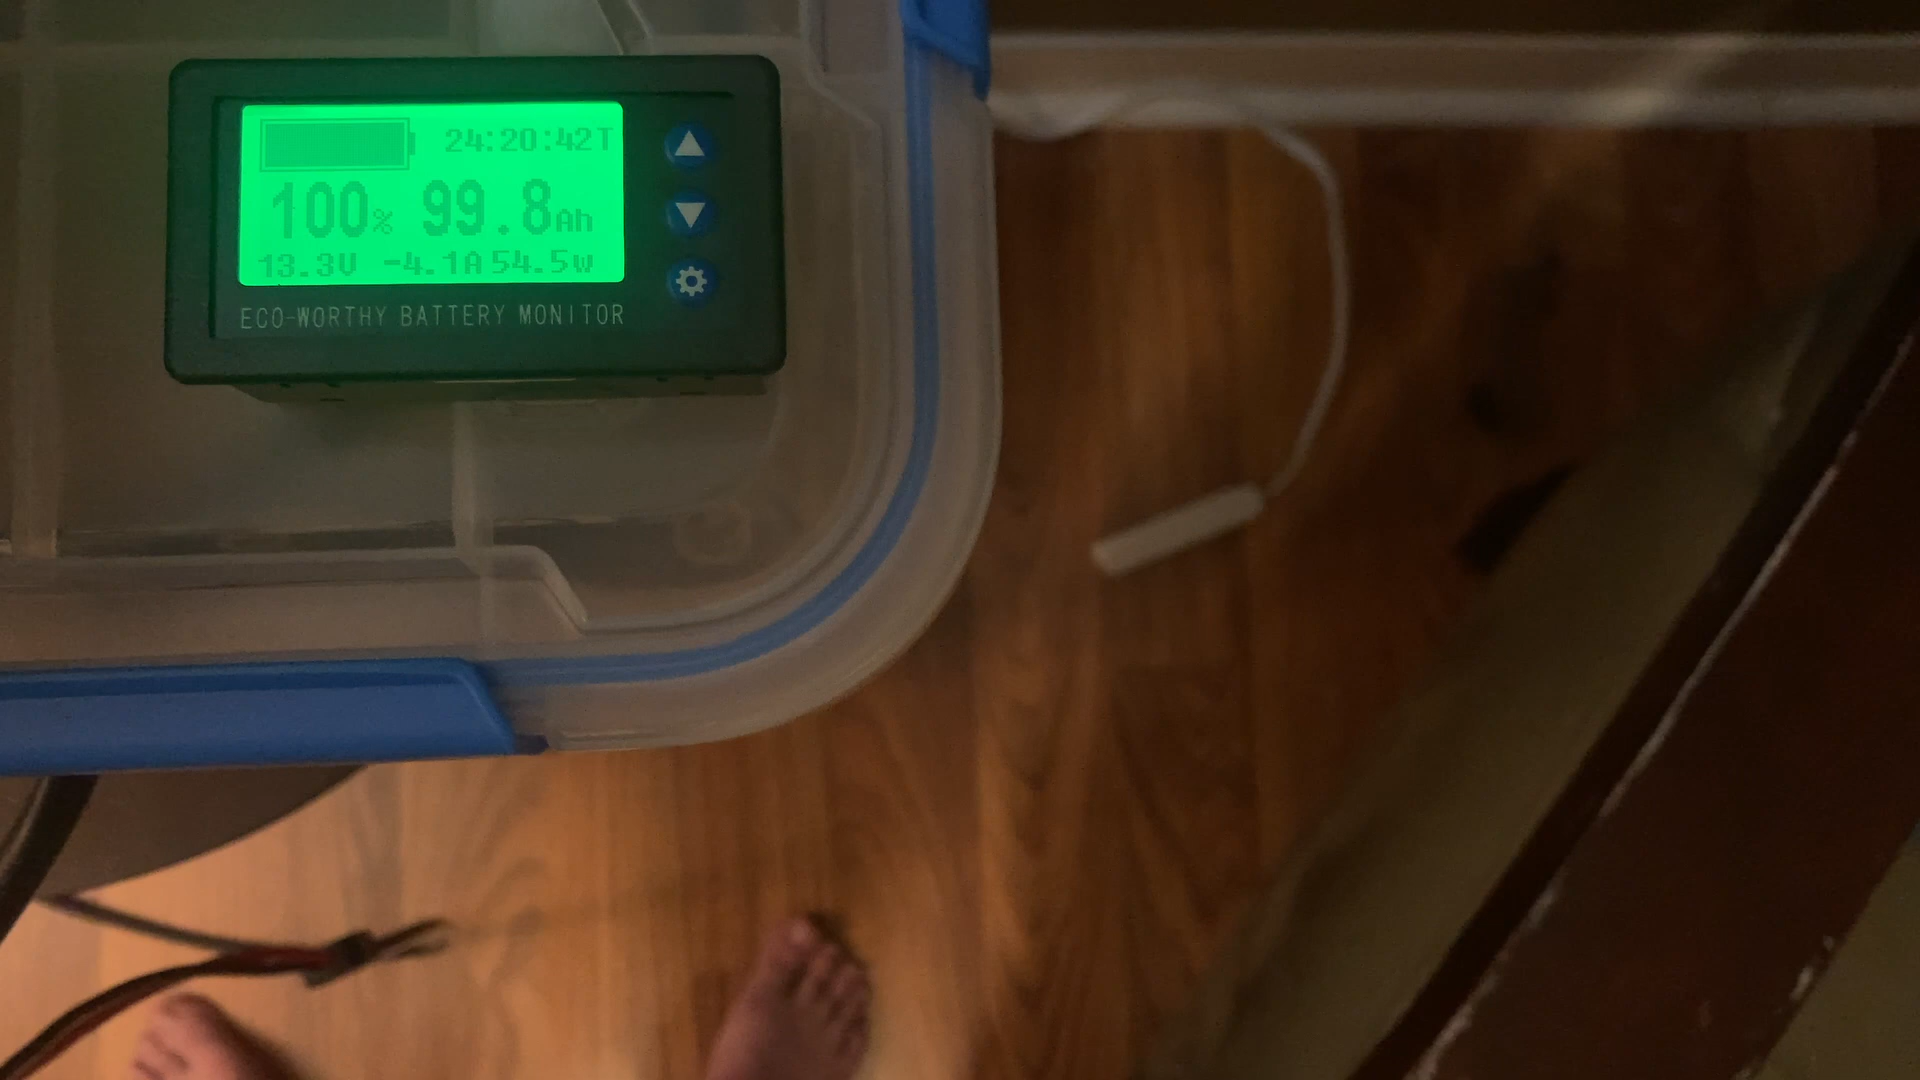 24:20:42T
100% 99.8Ah
13.3V -4.1A 54.5w
ECO-WORTHY BATTERY MONITOR